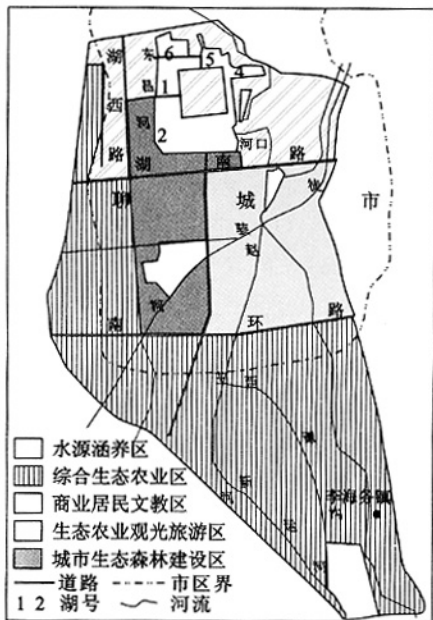 东 6 5 4
湖 昌 1
西 2 河口
路 湖 南 路
聊 城 市
南 环 路
李海务镇
水源涵养区
综合生态农业区
商业居民文教区
生态农业观光旅游区
城市生态森林建设区
道路 市区界
1 2 湖号 河流